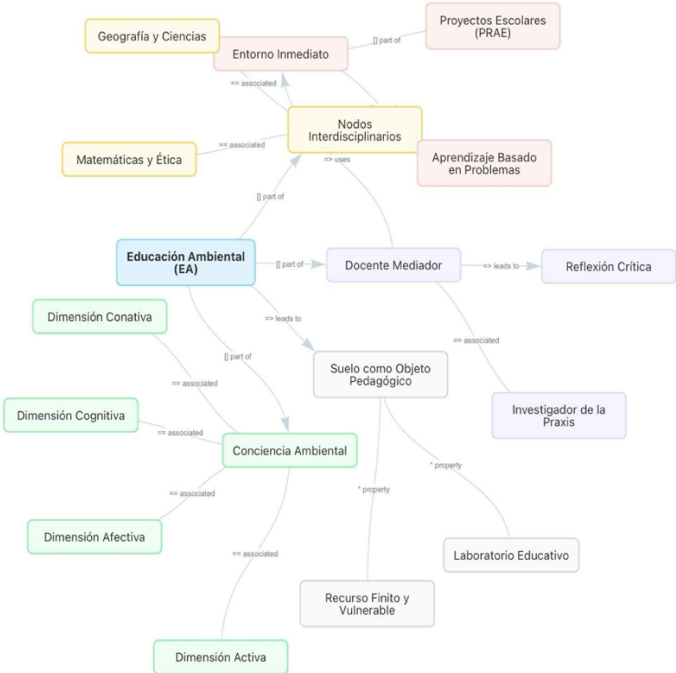 Geografía y Ciencias
Proyectos Escolares
(PRAE)
Entorno Inmediato
[] part of
== associated
Nodos
Interdisciplinarios
== associated
Matemáticas y Ética
=> uses
Aprendizaje Basado
en Problemas
[] part of
Educación Ambiental
(EA)
[] part of
Docente Mediador
=> leads to
Reflexión Crítica
Dimensión Conativa
=> leads to
== associated
[] part of
Suelo como Objeto
Pedagógico
== associated
Dimensión Cognitiva
== associated
Investigador de la
Praxis
Conciencia Ambiental
* property
* property
== associated
Dimensión Afectiva
== associated
Laboratorio Educativo
Recurso Finito y
Vulnerable
Dimensión Activa